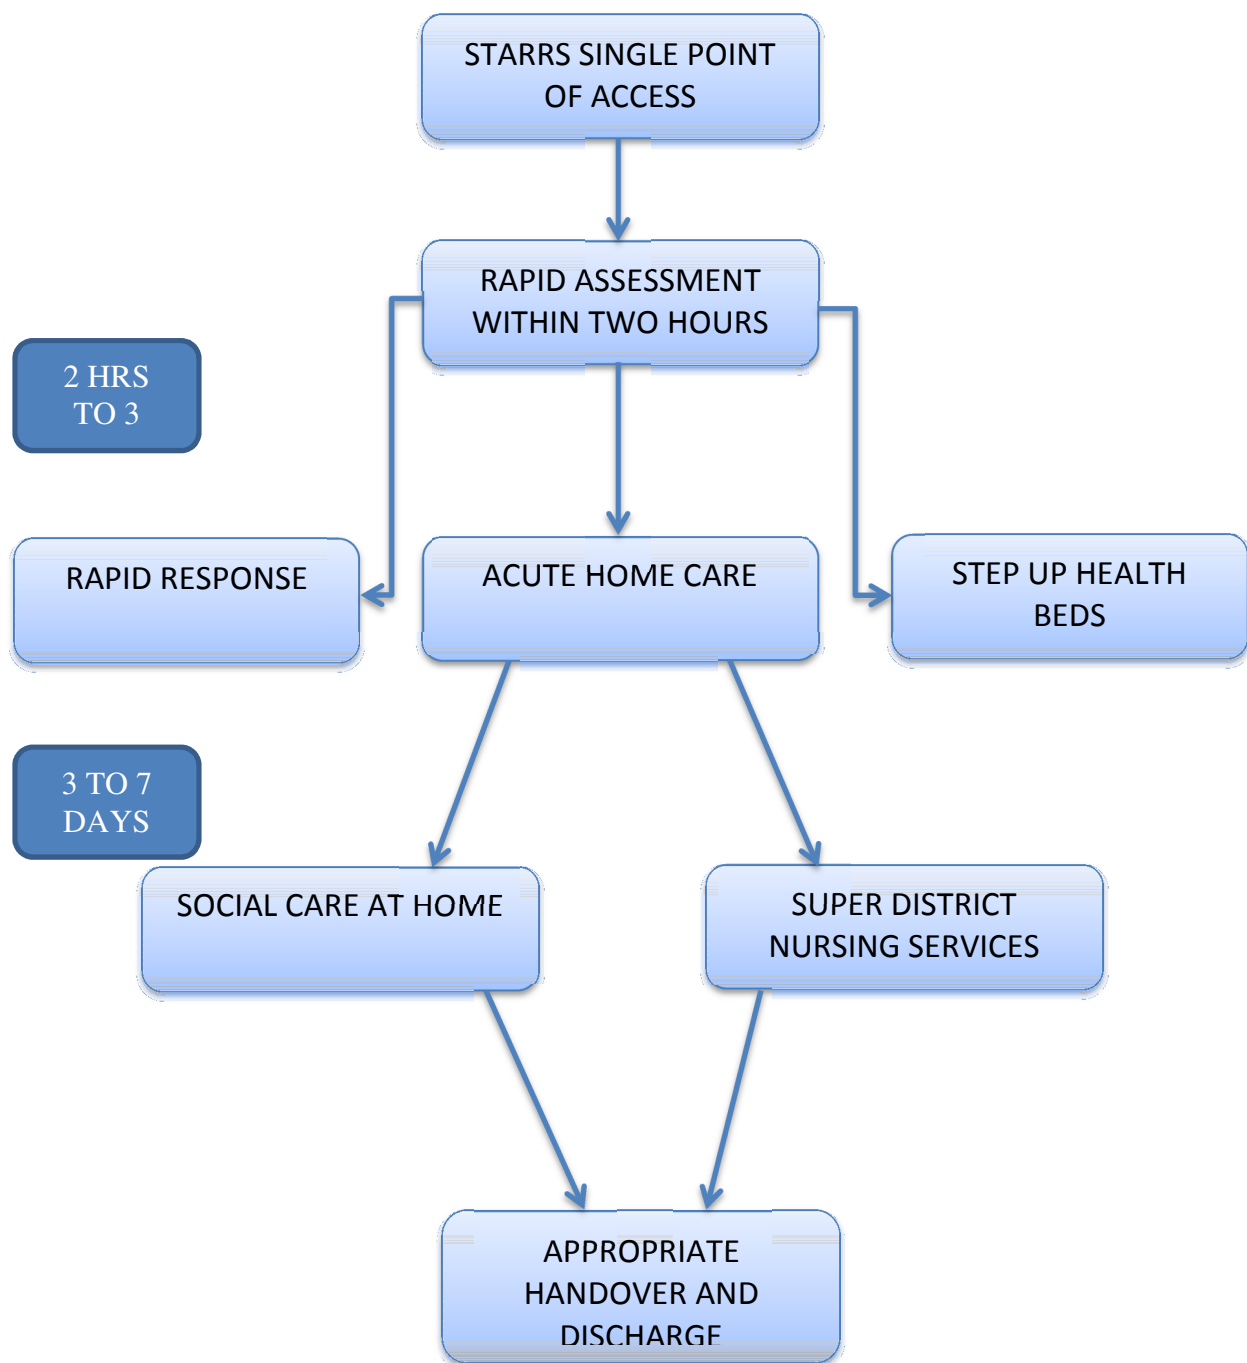 STARRS SINGLE POINT
OF ACCESS
RAPID ASSESSMENT
WITHIN TWO HOURS
2 HRS
TO 3
RAPID RESPONSE
ACUTE HOME CARE
STEP UP HEALTH
BEDS
3 TO 7
DAYS
SOCIAL CARE AT HOME
SUPER DISTRICT
NURSING SERVICES
APPROPRIATE
HANDOVER AND
DISCHARGE